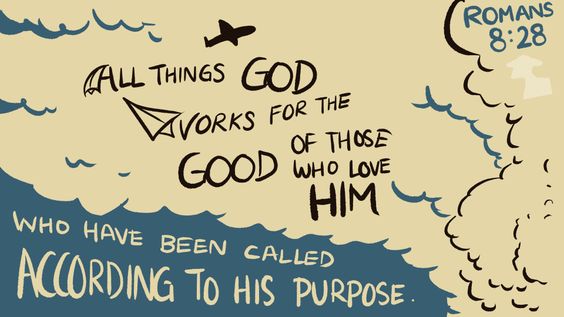 ROMANS
8:28
ALL THINGS GOD
WORKS FOR THE
GOOD OF THOSE
WHO LOVE
HIM
WHO HAVE BEEN CALLED
ACCORDING TO HIS PURPOSE.